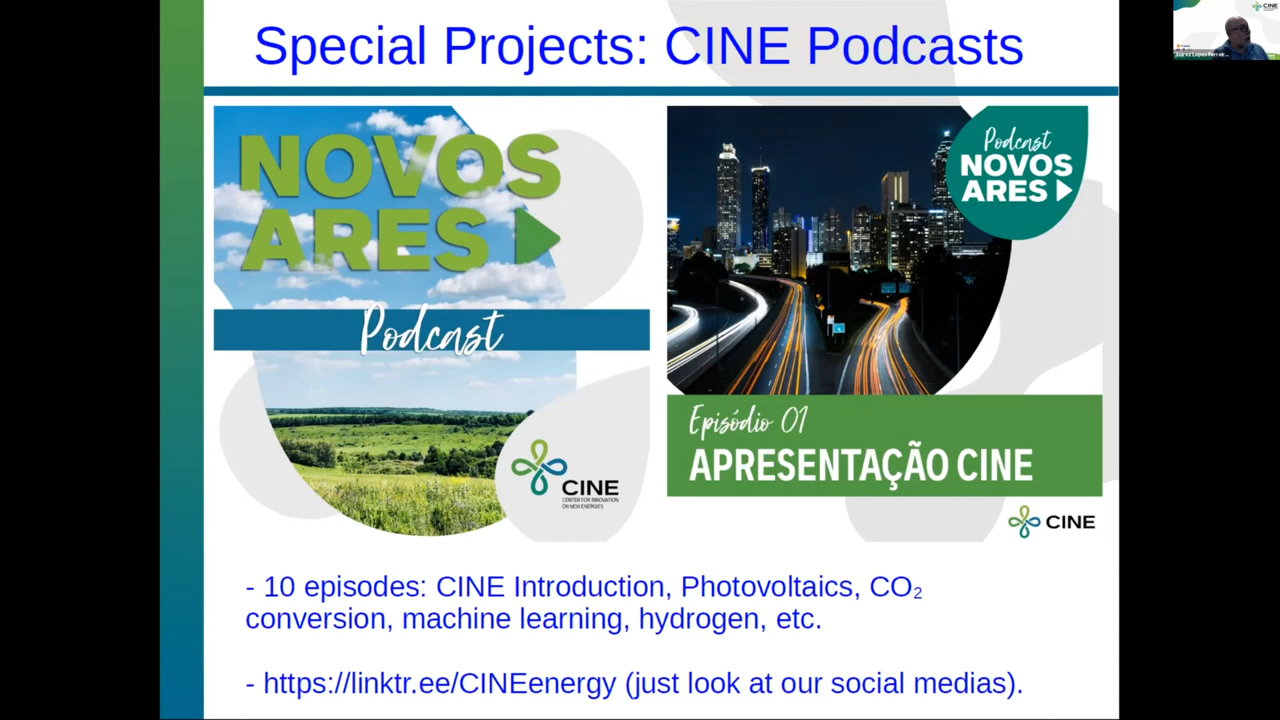 Special Projects: CINE Podcasts
NOVOS
ARES
Podcast
CINE
CENTER FOR INNOVATION
ON NEW ENERGIES
Podcast
NOVOS
ARES
Episódio 01
APRESENTAÇÃO CINE
CINE
- 10 episodes: CINE Introduction, Photovoltaics, CO₂
conversion, machine learning, hydrogen, etc.
- https://linktr.ee/CINEenergy (just look at our social medias).
CINE